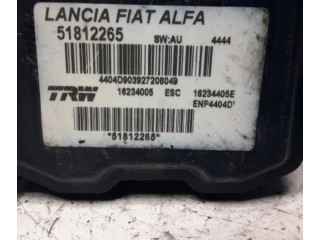 LANCIA FIAT ALFA
51812265 SW:AU 4444
4404D903927208049
TRW 16234005 ESC 16234405E
ENP4404D
*51812265*